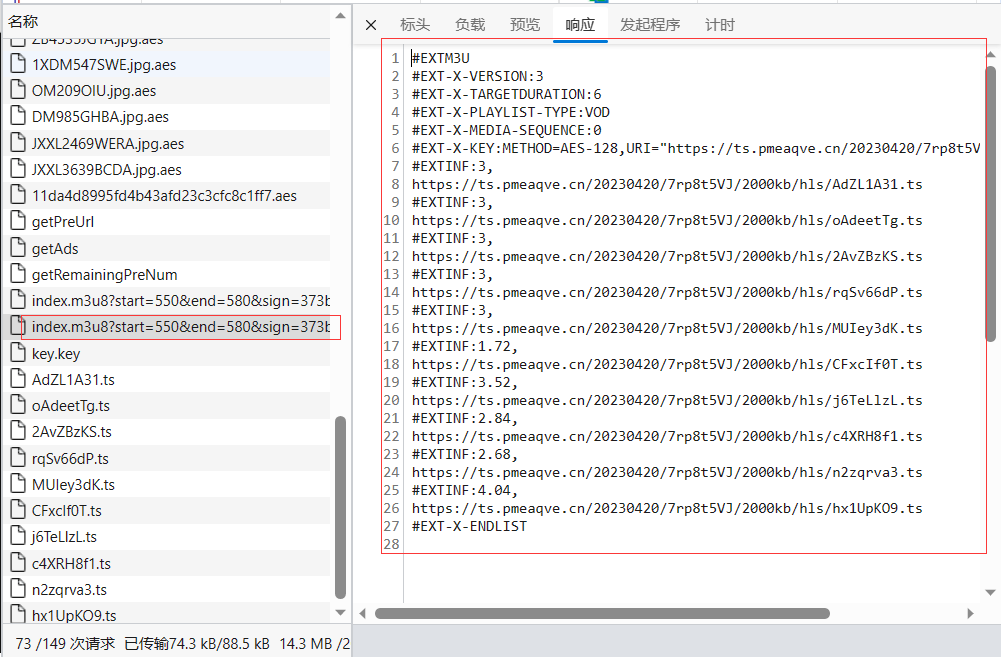 名称
ZB4535JGYA.jpg.aes
1XDM547SWE.jpg.aes
OM209OIU.jpg.aes
DM985GHBA.jpg.aes
JXXL2469WERA.jpg.aes
JXXL3639BCDA.jpg.aes
11da4d8995fd4b43afd23c3cfc8c1ff7.aes
getPreUrl
getAds
getRemainingPreNum
index.m3u8?start=550&end=580&sign=373b
index.m3u8?start=550&end=580&sign=373b
key.key
AdZL1A31.ts
oAdeetTg.ts
2AvZBzKS.ts
rqSv66dP.ts
MUIey3dK.ts
CFxcIf0T.ts
j6TeLlzL.ts
c4XRH8f1.ts
n2zqrva3.ts
hx1UpKO9.ts
73 /149 次请求 已传输74.3 kB/88.5 kB 14.3 MB /2
标头 负载 预览 响应 发起程序 计时
1 #EXTM3U
2 #EXT-X-VERSION:3
3 #EXT-X-TARGETDURATION:6
4 #EXT-X-PLAYLIST-TYPE:VOD
5 #EXT-X-MEDIA-SEQUENCE:0
6 #EXT-X-KEY:METHOD=AES-128,URI="https://ts.pmeaqve.cn/20230420/7rp8t5V
7 #EXTINF:3,
8 https://ts.pmeaqve.cn/20230420/7rp8t5VJ/2000kb/hls/AdZL1A31.ts
9 #EXTINF:3,
10 https://ts.pmeaqve.cn/20230420/7rp8t5VJ/2000kb/hls/oAdeetTg.ts
11 #EXTINF:3,
12 https://ts.pmeaqve.cn/20230420/7rp8t5VJ/2000kb/hls/2AvZBzKS.ts
13 #EXTINF:3,
14 https://ts.pmeaqve.cn/20230420/7rp8t5VJ/2000kb/hls/rqSv66dP.ts
15 #EXTINF:3,
16 https://ts.pmeaqve.cn/20230420/7rp8t5VJ/2000kb/hls/MUIey3dK.ts
17 #EXTINF:1.72,
18 https://ts.pmeaqve.cn/20230420/7rp8t5VJ/2000kb/hls/CFxcIf0T.ts
19 #EXTINF:3.52,
20 https://ts.pmeaqve.cn/20230420/7rp8t5VJ/2000kb/hls/j6TeLlzL.ts
21 #EXTINF:2.84,
22 https://ts.pmeaqve.cn/20230420/7rp8t5VJ/2000kb/hls/c4XRH8f1.ts
23 #EXTINF:2.68,
24 https://ts.pmeaqve.cn/20230420/7rp8t5VJ/2000kb/hls/n2zqrva3.ts
25 #EXTINF:4.04,
26 https://ts.pmeaqve.cn/20230420/7rp8t5VJ/2000kb/hls/hx1UpKO9.ts
27 #EXT-X-ENDLIST
28